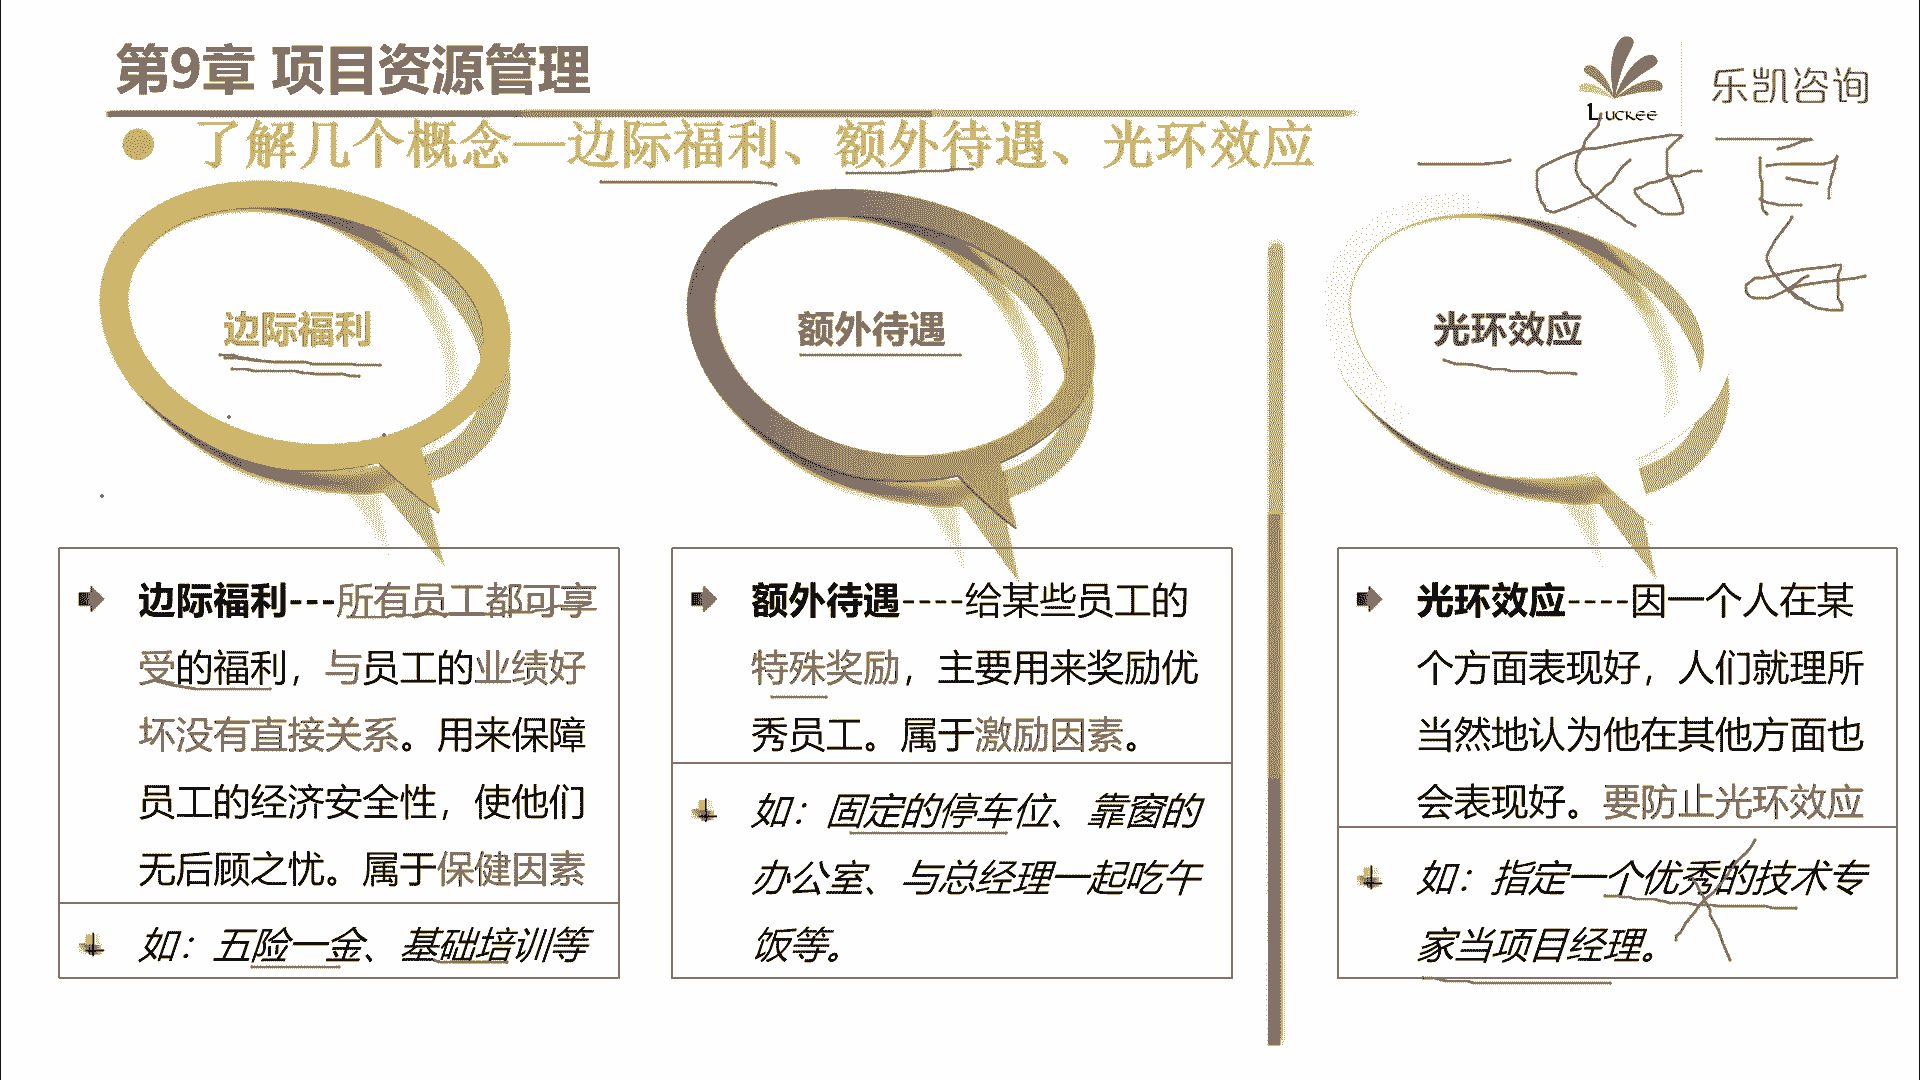 第9章 项目资源管理
Luckee
乐凯咨询
了解几个概念—边际福利、额外待遇、光环效应
一好百
好
边际福利
额外待遇
光环效应
边际福利---所有员工都可享
受的福利，与员工的业绩好
坏没有直接关系。用来保障
员工的经济安全性，使他们
无后顾之忧。属于保健因素
如：五险一金、基础培训等
额外待遇----给某些员工的
特殊奖励，主要用来奖励优
秀员工。属于激励因素。
如：固定的停车位、靠窗的
办公室、与总经理一起吃午
饭等。
光环效应----因一个人在某
个方面表现好，人们就理所
当然地认为他在其他方面也
会表现好。要防止光环效应
如：指定一个优秀的技术专
家当项目经理。